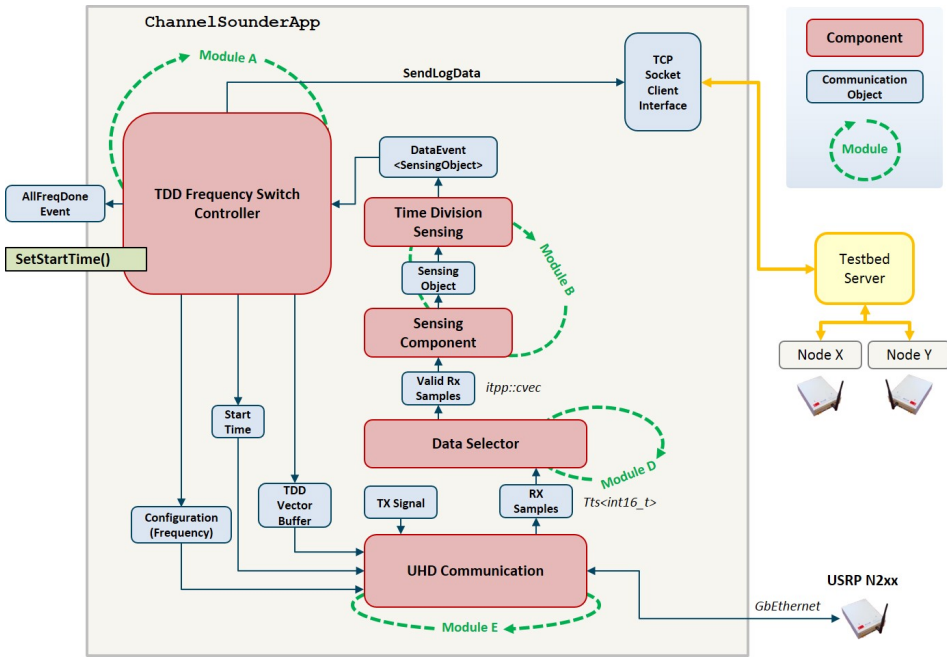 ChannelSounderApp
Module A
SendLogData
TCP
Socket
Client
Interface
Component
Communication
Object
Module
DataEvent
<SensingObject>
TDD Frequency Switch
Controller
AllFreqDone
Event
SetStartTime()
Time Division
Sensing
Module B
Sensing
Object
Sensing
Component
Testbed
Server
Node X
Node Y
Valid Rx
Samples
itpp::cvec
Start
Time
Data Selector
Module D
TDD
Vector
Buffer
TX Signal
RX
Samples
Tts<int16_t>
Configuration
(Frequency)
UHD Communication
Module E
GbEthernet
USRP N2xx